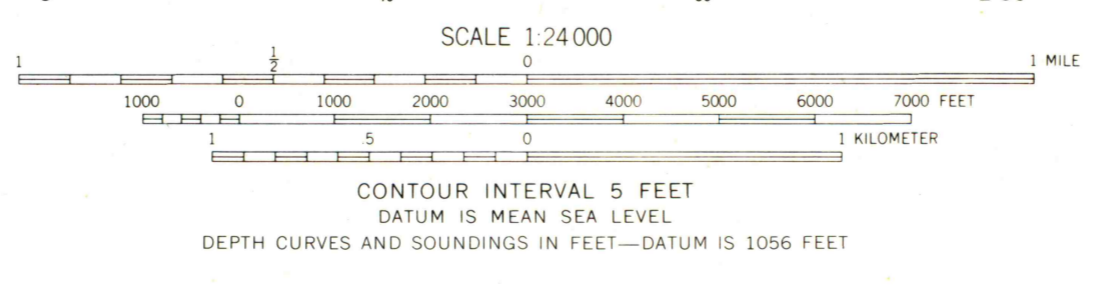 SCALE 1:24 000
1 1/2 0 1 MILE
1000 0 1000 2000 3000 4000 5000 6000 7000 FEET
1 .5 0 1 KILOMETER
CONTOUR INTERVAL 5 FEET
DATUM IS MEAN SEA LEVEL
DEPTH CURVES AND SOUNDINGS IN FEET—DATUM IS 1056 FEET